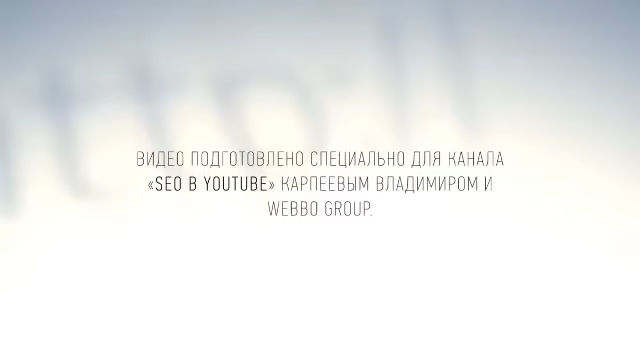 ВИДЕО ПОДГОТОВЛЕНО СПЕЦИАЛЬНО ДЛЯ КАНАЛА
«SEO В YOUTUBE» КАРПЕЕВЫМ ВЛАДИМИРОМ И
WEBBO GROUP.